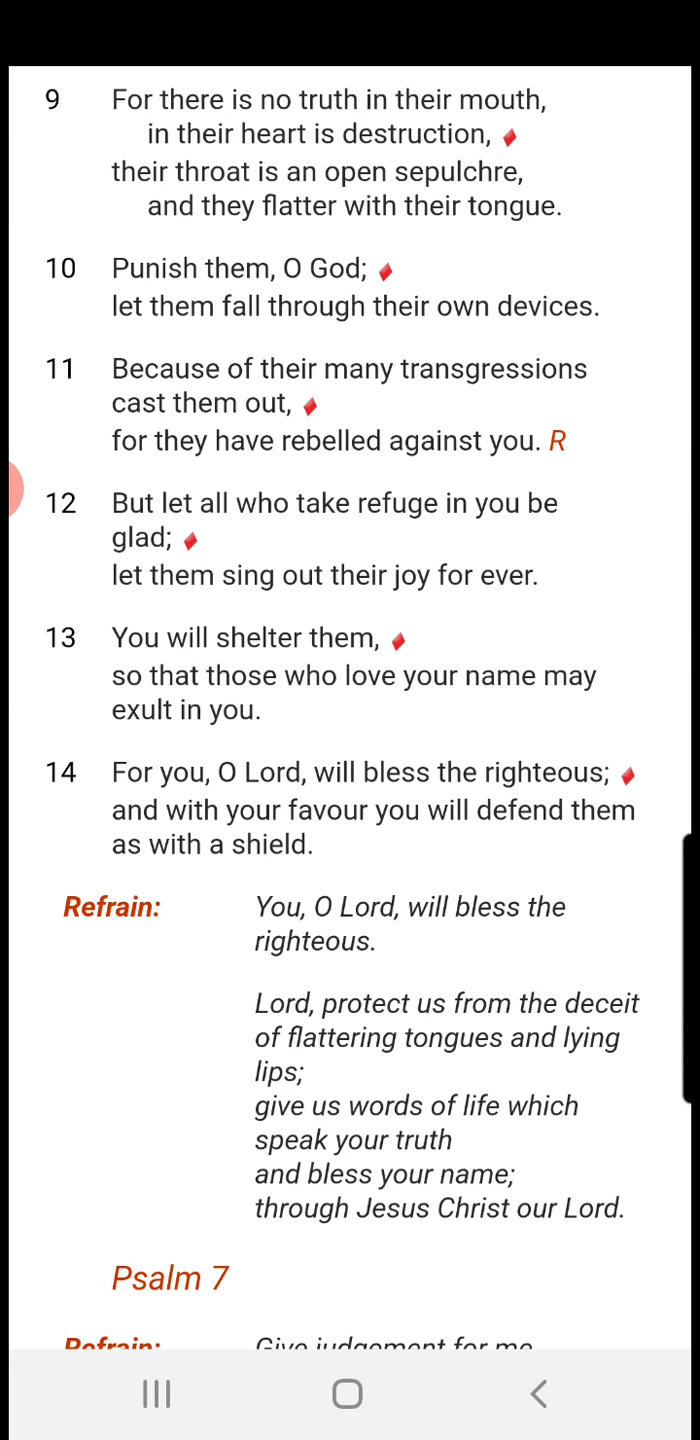 9 For there is no truth in their mouth,
in their heart is destruction, ♦
their throat is an open sepulchre,
and they flatter with their tongue.
10 Punish them, O God; ♦
let them fall through their own devices.
11 Because of their many transgressions
cast them out, ♦
for they have rebelled against you. R
12 But let all who take refuge in you be
glad; ♦
let them sing out their joy for ever.
13 You will shelter them, ♦
so that those who love your name may
exult in you.
14 For you, O Lord, will bless the righteous; ♦
and with your favour you will defend them
as with a shield.
Refrain: You, O Lord, will bless the
righteous.
Lord, protect us from the deceit
of flattering tongues and lying
lips;
give us words of life which
speak your truth
and bless your name;
through Jesus Christ our Lord.
Psalm 7
Refrain: Give judgement for me